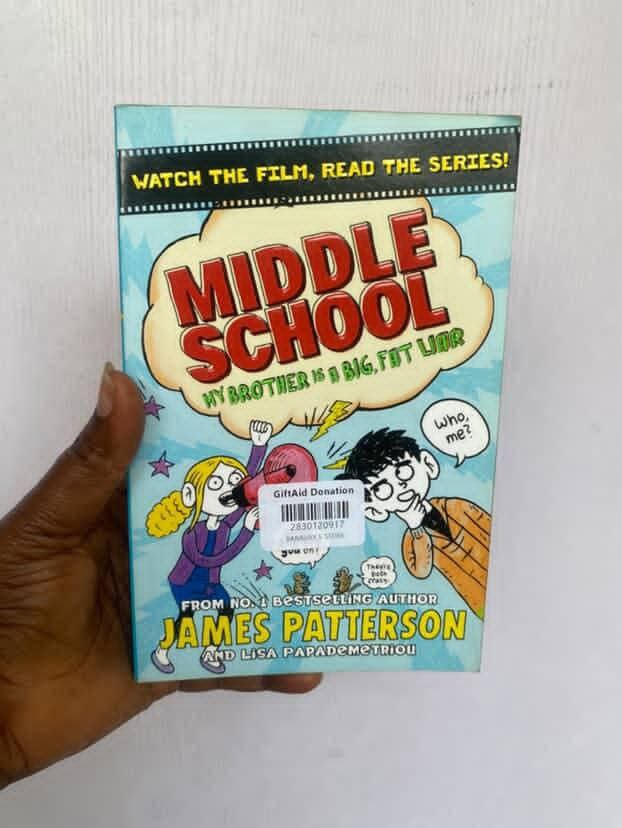 WATCH THE FILM, READ THE SERIES!
MIDDLE
SCHOOL
MY BROTHER IS A BIG, FAT LIAR
Who,
me?
GiftAid Donation
2830120917
you on?
They're
both
crazy.
FROM NO. 1 BESTSELLING AUTHOR
JAMES PATTERSON
AND LISA PAPADEMETRIOU